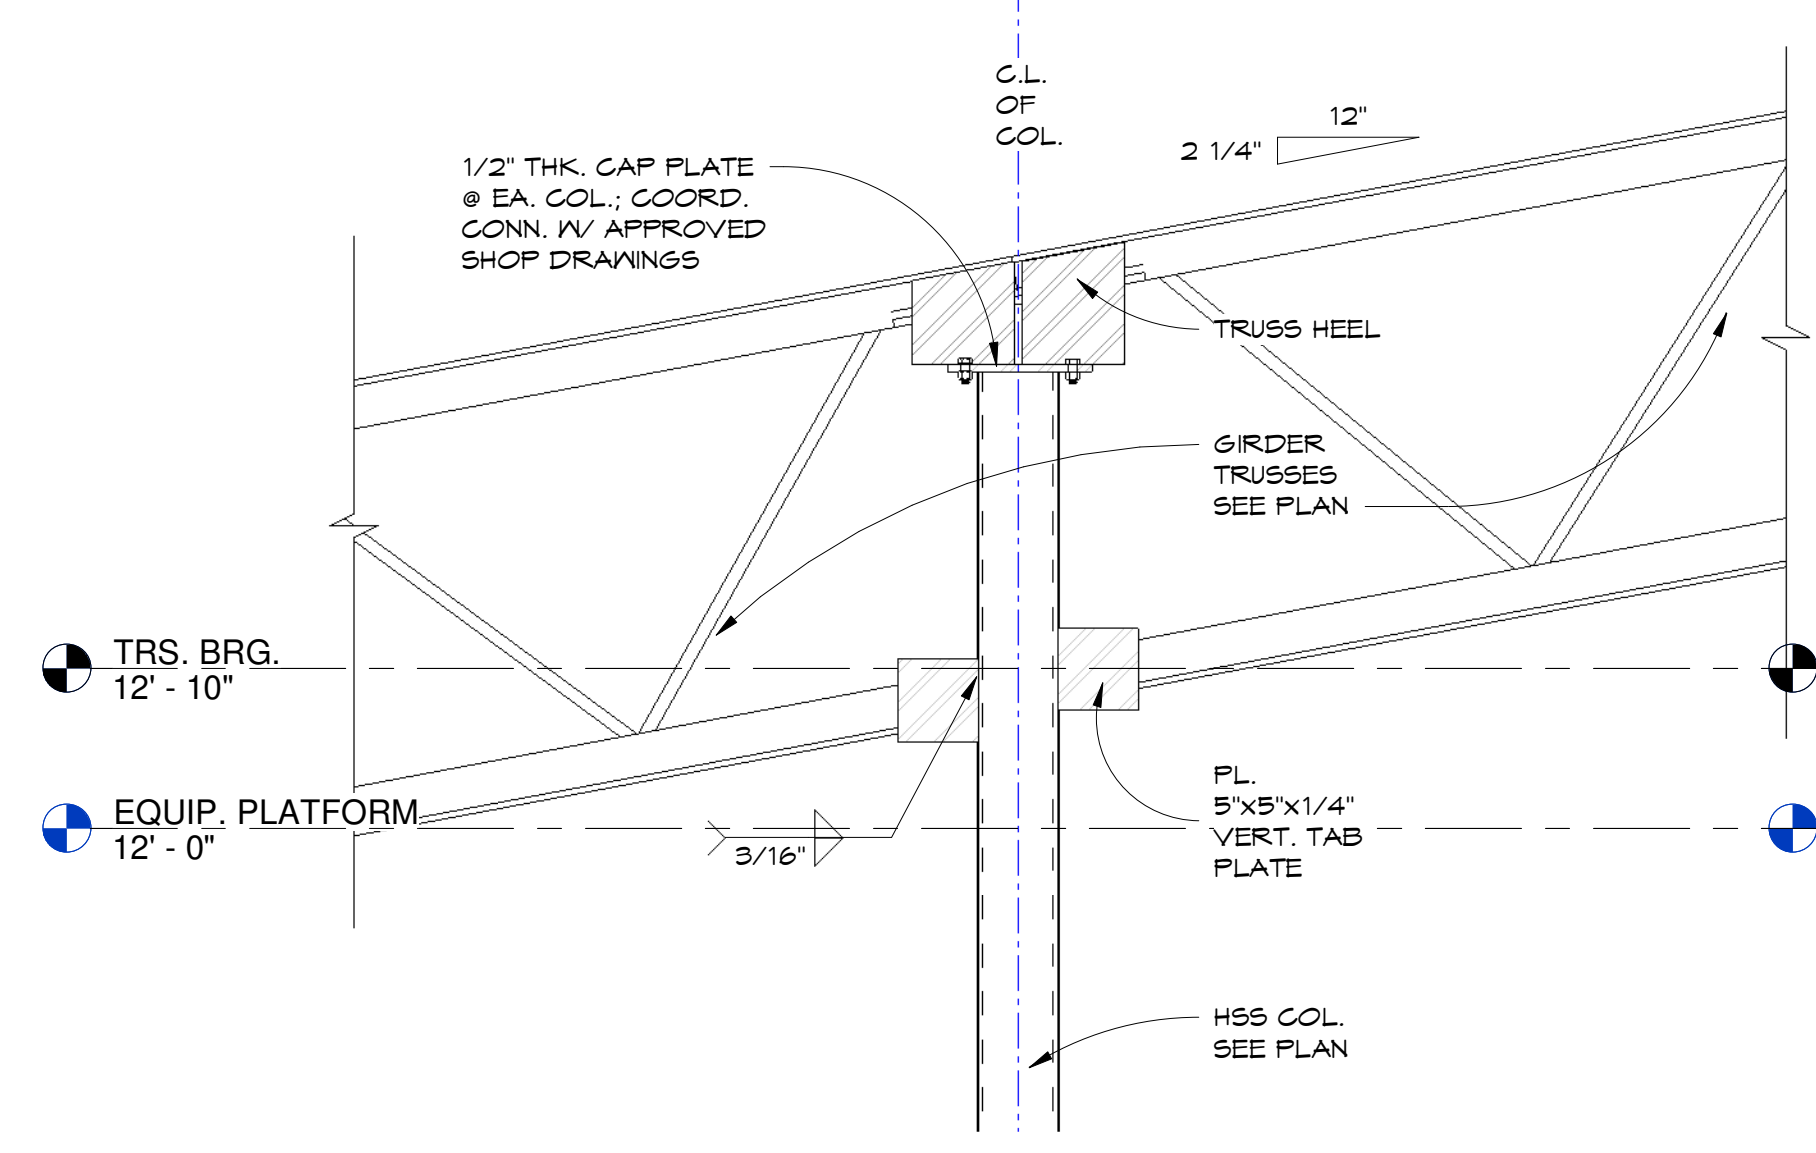 C.L.
OF
COL.
12"
2 1/4"
1/2" THK. CAP PLATE
@ EA. COL.; COORD.
CONN. W/ APPROVED
SHOP DRAWINGS
TRUSS HEEL
GIRDER
TRUSSES
SEE PLAN
TRS. BRG.
12' - 10"
EQUIP. PLATFORM
12' - 0"
3/16"
PL.
5"x5"x1/4"
VERT. TAB
PLATE
HSS COL.
SEE PLAN